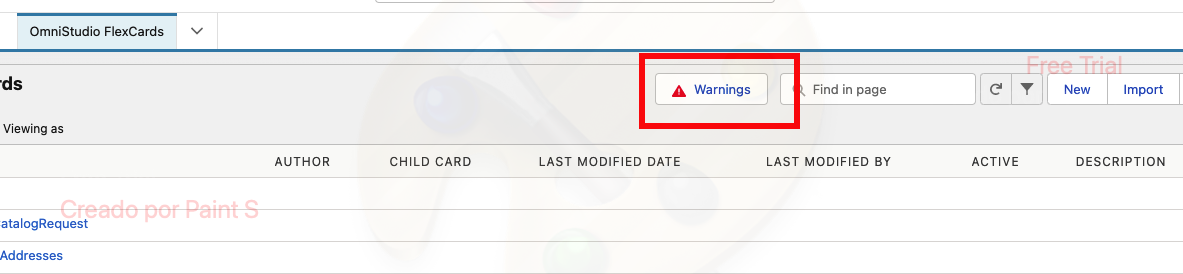 OmniStudio FlexCards
Free Trial
rds
Warnings
Find in page
New
Import
Viewing as
AUTHOR CHILD CARD LAST MODIFIED DATE LAST MODIFIED BY ACTIVE DESCRIPTION
Creado por Paint S
CatalogRequest
Addresses